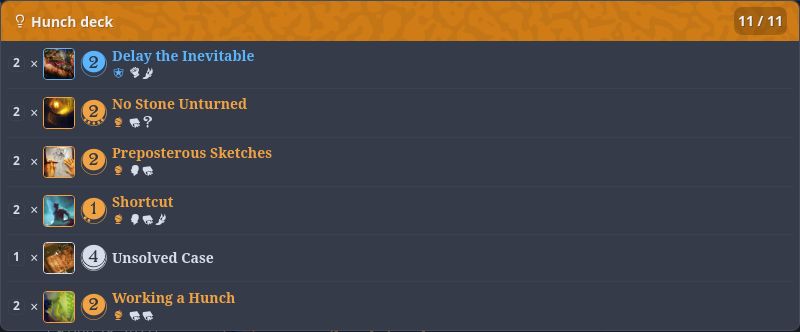 Hunch deck 11 / 11
2 × 2 Delay the Inevitable
2 × 2 No Stone Unturned
?
2 × 2 Preposterous Sketches
2 × 1 Shortcut
1 × 4 Unsolved Case
2 × 2 Working a Hunch